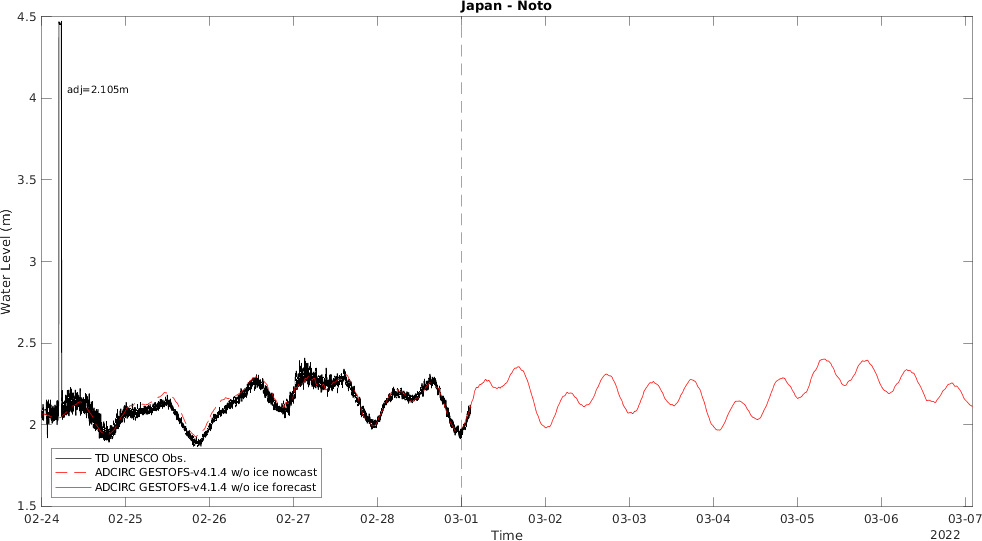 Japan - Noto
4.5
4
3.5
3
2.5
2
1.5
Water Level (m)
adj=2.105m
TD UNESCO Obs.
ADCIRC GESTOFS-v4.1.4 w/o ice nowcast
ADCIRC GESTOFS-v4.1.4 w/o ice forecast
02-24 02-25 02-26 02-27 02-28 03-01 03-02 03-03 03-04 03-05 03-06 03-07
Time
2022